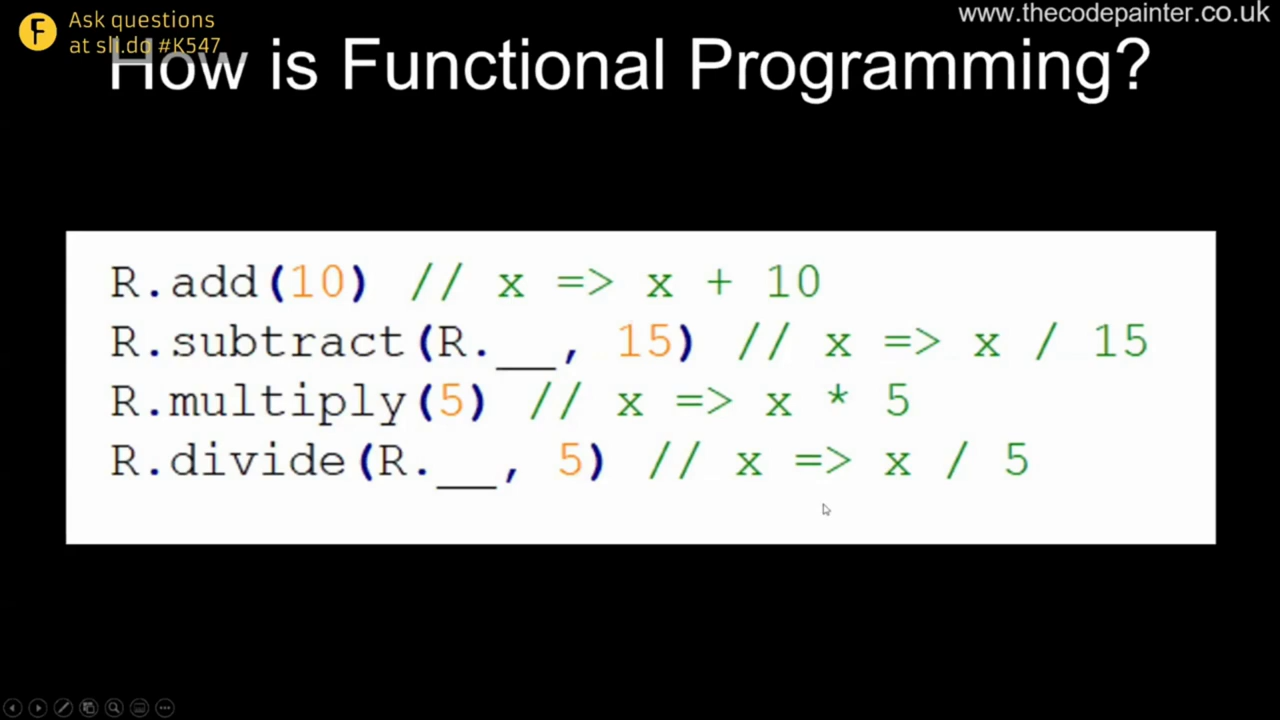 Ask questions
at sli.do #K547
www.thecodepainter.co.uk
How is Functional Programming?
R.add(10) // x => x + 10
R.subtract(R.__, 15) // x => x / 15
R.multiply(5) // x => x * 5
R.divide(R.__, 5) // x => x / 5